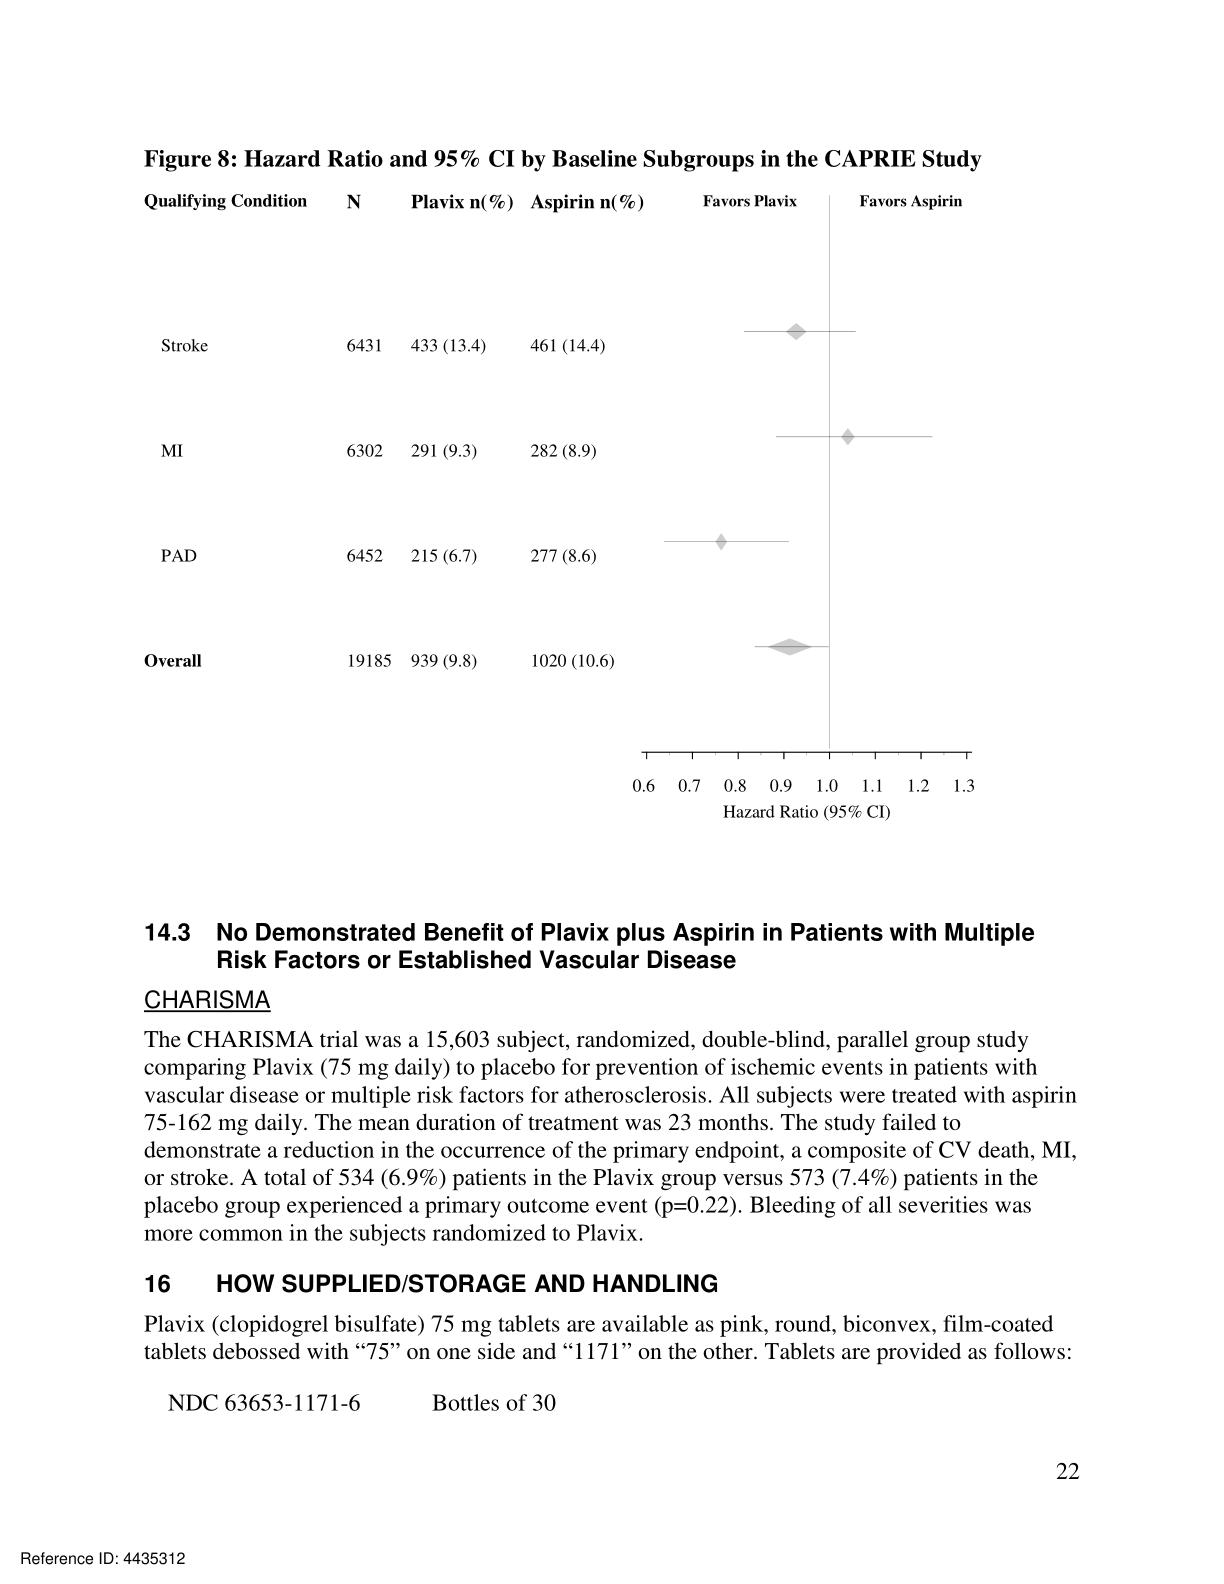 Figure 8: Hazard Ratio and 95% CI by Baseline Subgroups in the CAPRIE Study
Qualifying Condition N Plavix n(%) Aspirin n(%) Favors Plavix Favors Aspirin
Stroke 6431 433 (13.4) 461 (14.4)
MI 6302 291 (9.3) 282 (8.9)
PAD 6452 215 (6.7) 277 (8.6)
Overall 19185 939 (9.8) 1020 (10.6)
0.6 0.7 0.8 0.9 1.0 1.1 1.2 1.3
Hazard Ratio (95% CI)
14.3 No Demonstrated Benefit of Plavix plus Aspirin in Patients with Multiple
Risk Factors or Established Vascular Disease
CHARISMA
The CHARISMA trial was a 15,603 subject, randomized, double-blind, parallel group study
comparing Plavix (75 mg daily) to placebo for prevention of ischemic events in patients with
vascular disease or multiple risk factors for atherosclerosis. All subjects were treated with aspirin
75-162 mg daily. The mean duration of treatment was 23 months. The study failed to
demonstrate a reduction in the occurrence of the primary endpoint, a composite of CV death, MI,
or stroke. A total of 534 (6.9%) patients in the Plavix group versus 573 (7.4%) patients in the
placebo group experienced a primary outcome event (p=0.22). Bleeding of all severities was
more common in the subjects randomized to Plavix.
16 HOW SUPPLIED/STORAGE AND HANDLING
Plavix (clopidogrel bisulfate) 75 mg tablets are available as pink, round, biconvex, film-coated
tablets debossed with “75” on one side and “1171” on the other. Tablets are provided as follows:
NDC 63653-1171-6 Bottles of 30
22
Reference ID: 4435312